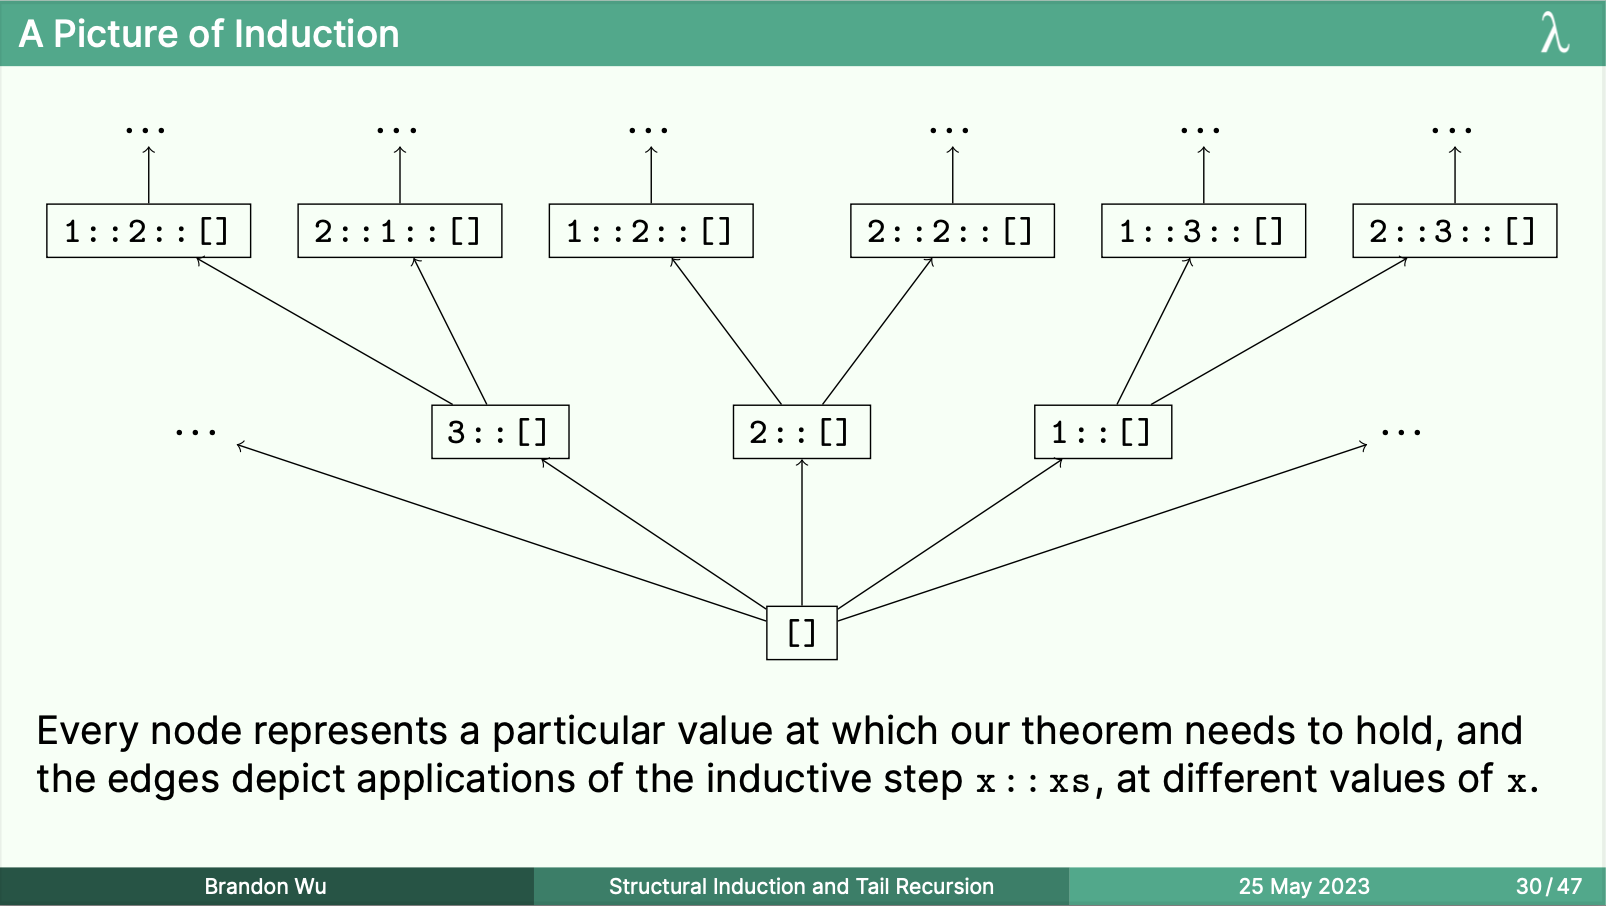 A Picture of Induction
λ
... ... ... ... ... ...
1::2::[] 2::1::[] 1::2::[] 2::2::[] 1::3::[] 2::3::[]
... 3::[] 2::[] 1::[] ...
[]
Every node represents a particular value at which our theorem needs to hold, and
the edges depict applications of the inductive step x::xs, at different values of x.
Brandon Wu Structural Induction and Tail Recursion 25 May 2023 30/47